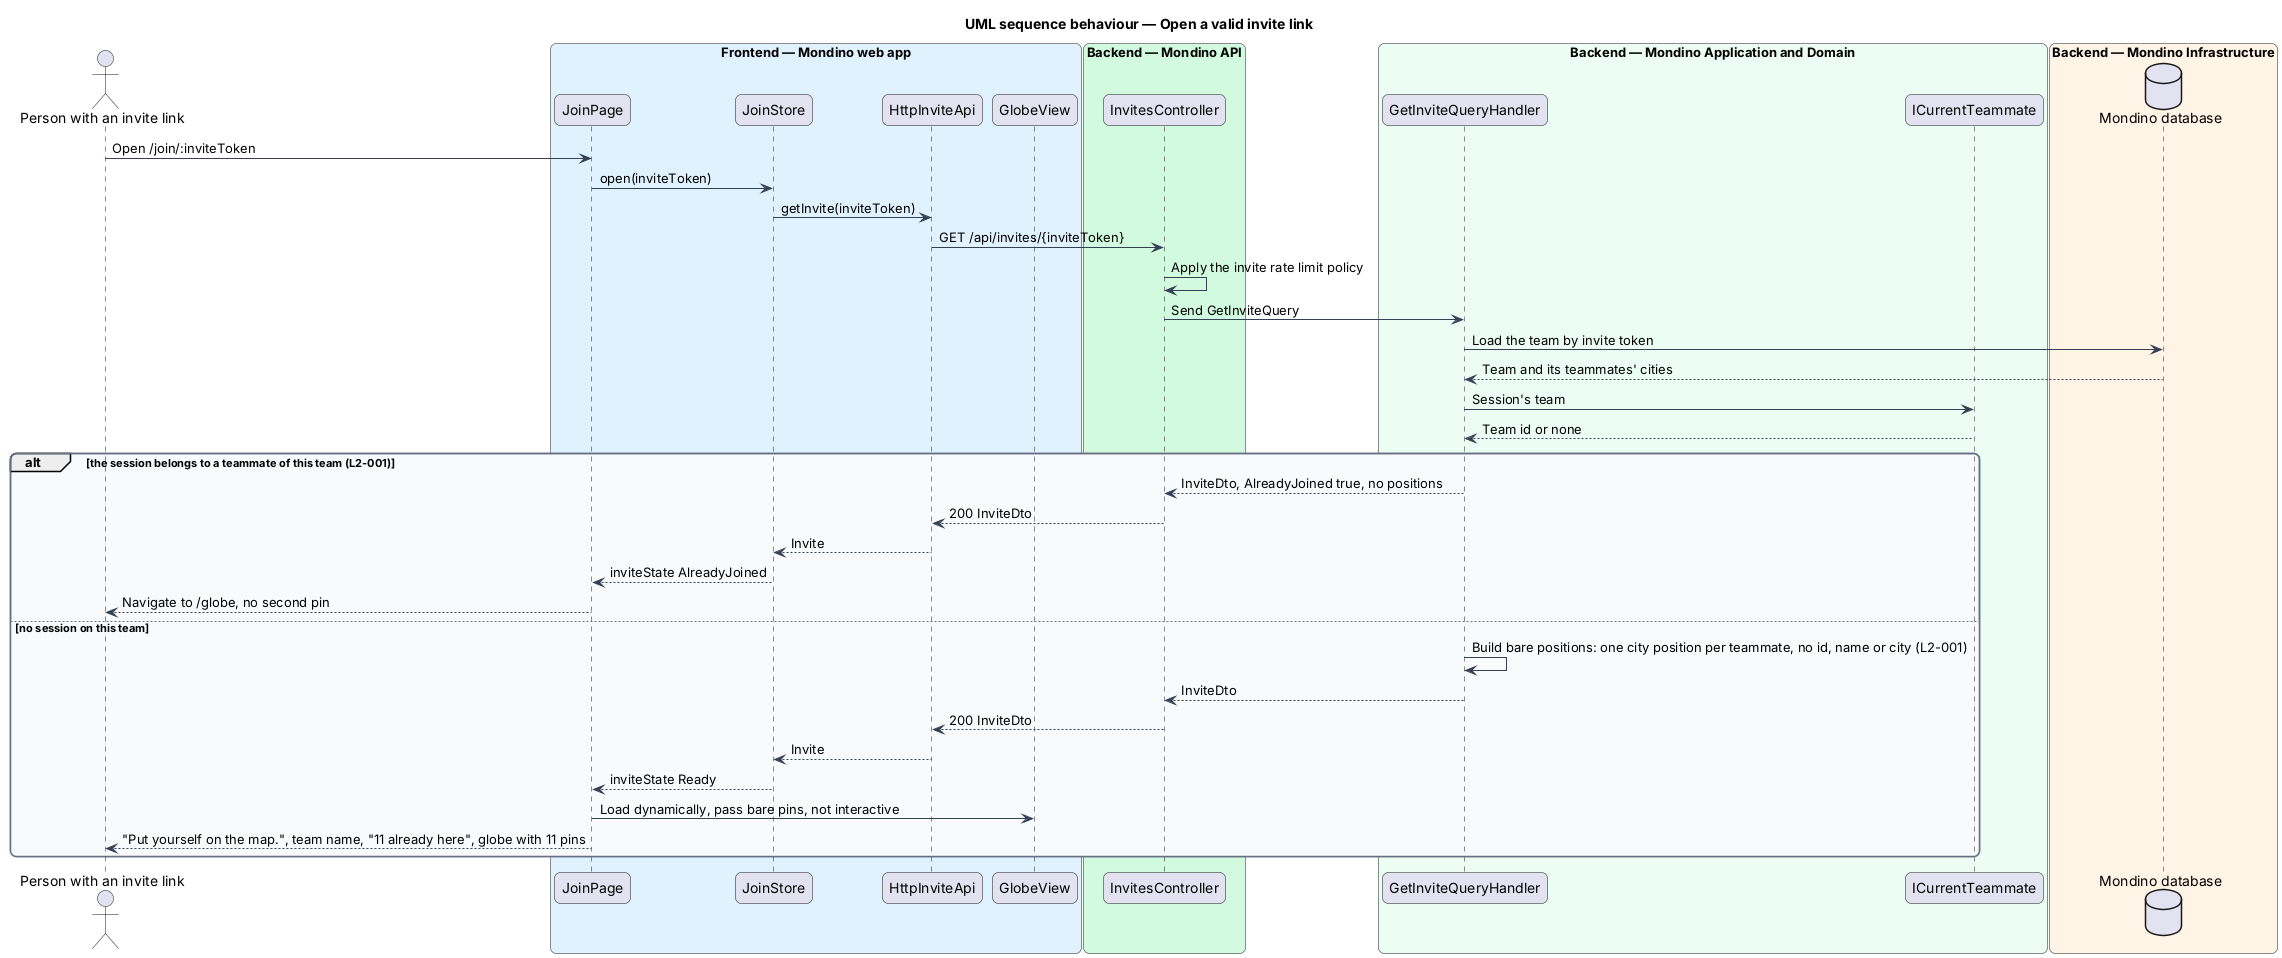 UML sequence behaviour — Open a valid invite link
Frontend — Mondino web app
Backend — Mondino API
Backend — Mondino Application and Domain
Backend — Mondino Infrastructure
Person with an invite link
JoinPage
JoinStore
HttpInviteApi
GlobeView
InvitesController
GetInviteQueryHandler
ICurrentTeammate
Mondino database
Open /join/:inviteToken
open(inviteToken)
getInvite(inviteToken)
GET /api/invites/{inviteToken}
Apply the invite rate limit policy
Send GetInviteQuery
Load the team by invite token
Team and its teammates' cities
Session's team
Team id or none
alt
[the session belongs to a teammate of this team (L2-001)]
InviteDto, AlreadyJoined true, no positions
200 InviteDto
Invite
inviteState AlreadyJoined
Navigate to /globe, no second pin
[no session on this team]
Build bare positions: one city position per teammate, no id, name or city (L2-001)
InviteDto
200 InviteDto
Invite
inviteState Ready
Load dynamically, pass bare pins, not interactive
"Put yourself on the map.", team name, "11 already here", globe with 11 pins
Person with an invite link
JoinPage
JoinStore
HttpInviteApi
GlobeView
InvitesController
GetInviteQueryHandler
ICurrentTeammate
Mondino database